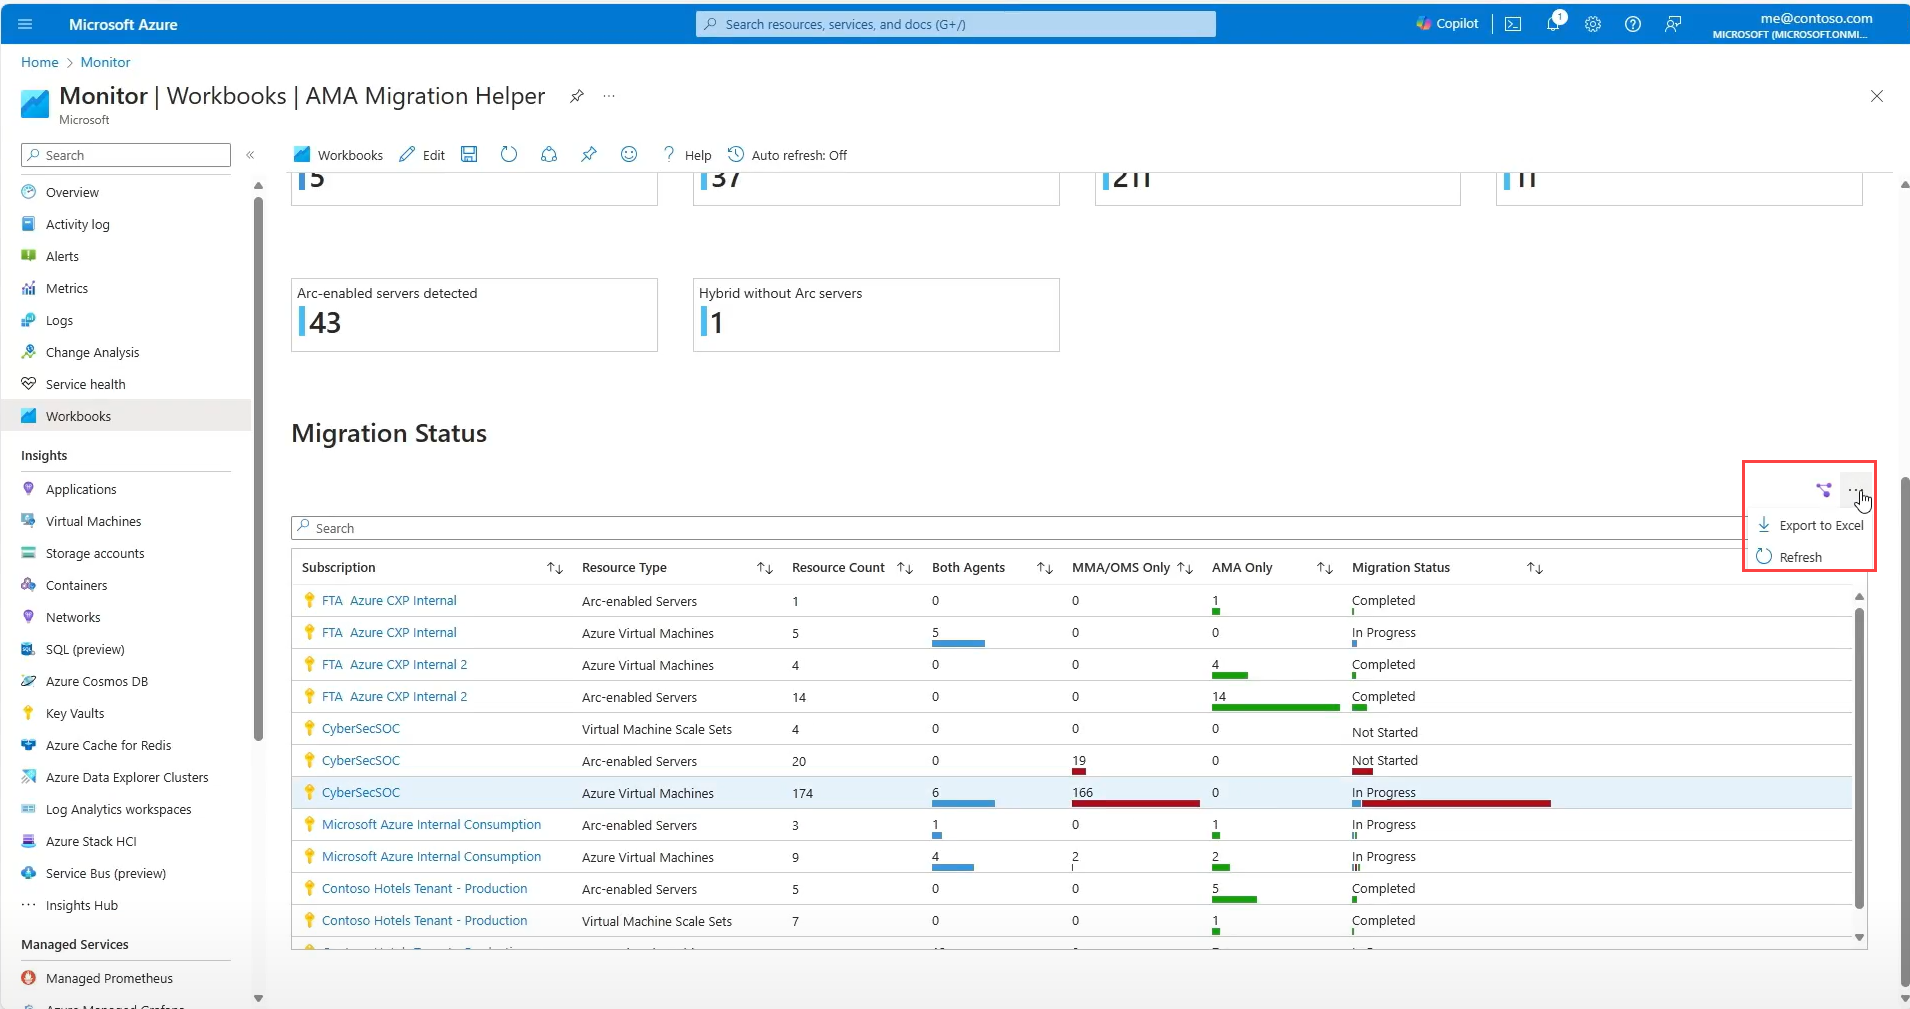 Microsoft Azure
Search resources, services, and docs (G+/)
Copilot
1
me@contoso.com
MICROSOFT (MICROSOFT.ONMI...
Home > Monitor
Monitor | Workbooks | AMA Migration Helper
...
Microsoft
Search
«
Workbooks
Edit
Help
Auto refresh: Off
Overview
Activity log
Alerts
Metrics
Logs
Change Analysis
Service health
Workbooks
Insights
Applications
Virtual Machines
Storage accounts
Containers
Networks
SQL (preview)
Azure Cosmos DB
Key Vaults
Azure Cache for Redis
Azure Data Explorer Clusters
Log Analytics workspaces
Azure Stack HCI
Service Bus (preview)
Insights Hub
Managed Services
Managed Prometheus
Azure Managed Grafana
5 37 211 11
Arc-enabled servers detected
43
Hybrid without Arc servers
1
Migration Status
Export to Excel
Refresh
Search
Subscription Resource Type Resource Count Both Agents MMA/OMS Only AMA Only Migration Status
FTA Azure CXP Internal Arc-enabled Servers 1 0 0 1 Completed
FTA Azure CXP Internal Azure Virtual Machines 5 5 0 0 In Progress
FTA Azure CXP Internal 2 Azure Virtual Machines 4 0 0 4 Completed
FTA Azure CXP Internal 2 Arc-enabled Servers 14 0 0 14 Completed
CyberSecSOC Virtual Machine Scale Sets 4 0 0 0 Not Started
CyberSecSOC Arc-enabled Servers 20 0 19 0 Not Started
CyberSecSOC Azure Virtual Machines 174 6 166 0 In Progress
Microsoft Azure Internal Consumption Arc-enabled Servers 3 1 0 1 In Progress
Microsoft Azure Internal Consumption Azure Virtual Machines 9 4 2 2 In Progress
Contoso Hotels Tenant - Production Arc-enabled Servers 5 0 0 5 Completed
Contoso Hotels Tenant - Production Virtual Machine Scale Sets 7 0 0 1 Completed